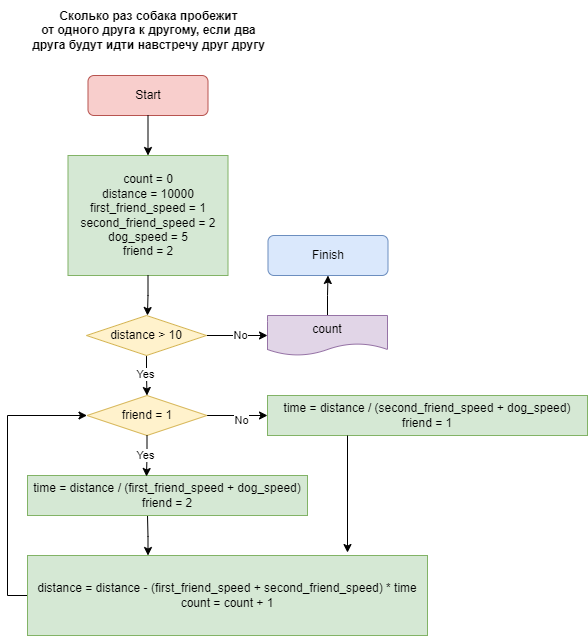 Сколько раз собака пробежит
от одного друга к другому, если два
друга будут идти навстречу друг другу
Start
count = 0
distance = 10000
first_friend_speed = 1
second_friend_speed = 2
dog_speed = 5
friend = 2
Finish
distance > 10
No
count
Yes
friend = 1
No
time = distance / (second_friend_speed + dog_speed)
friend = 1
Yes
time = distance / (first_friend_speed + dog_speed)
friend = 2
distance = distance - (first_friend_speed + second_friend_speed) * time
count = count + 1